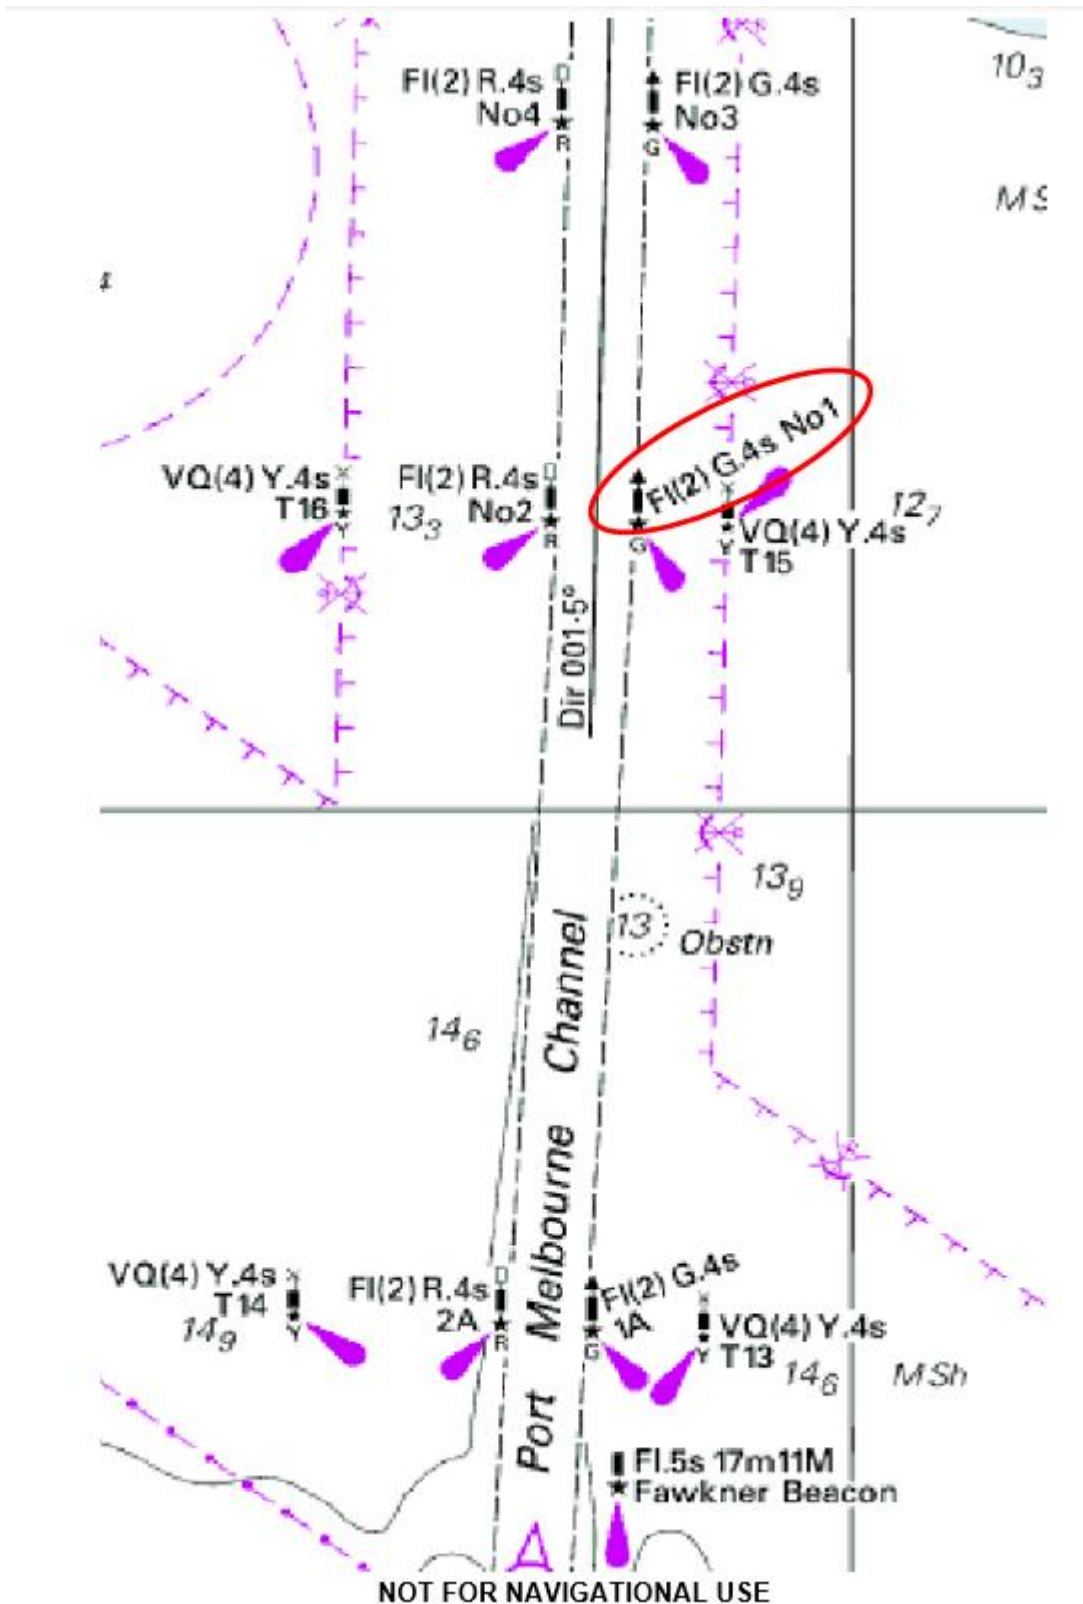 10₃
Fl(2) R.4s
No4
R
Fl(2) G.4s
No3
G
VQ(4) Y.4s
T16
Y
13₃
Fl(2) R.4s
No2
R
Fl(2) G.4s No1
G
VQ(4) Y.4s
T15
Y
12₇
Dir 001·5°
13₉
13
Obstn
14₆
Port Melbourne Channel
VQ(4) Y.4s
T14
Y
14₉
Fl(2) R.4s
2A
R
Fl(2) G.4s
1A
G
VQ(4) Y.4s
T13
Y
14₆
MSh
Fl.5s 17m11M
Fawkner Beacon
NOT FOR NAVIGATIONAL USE